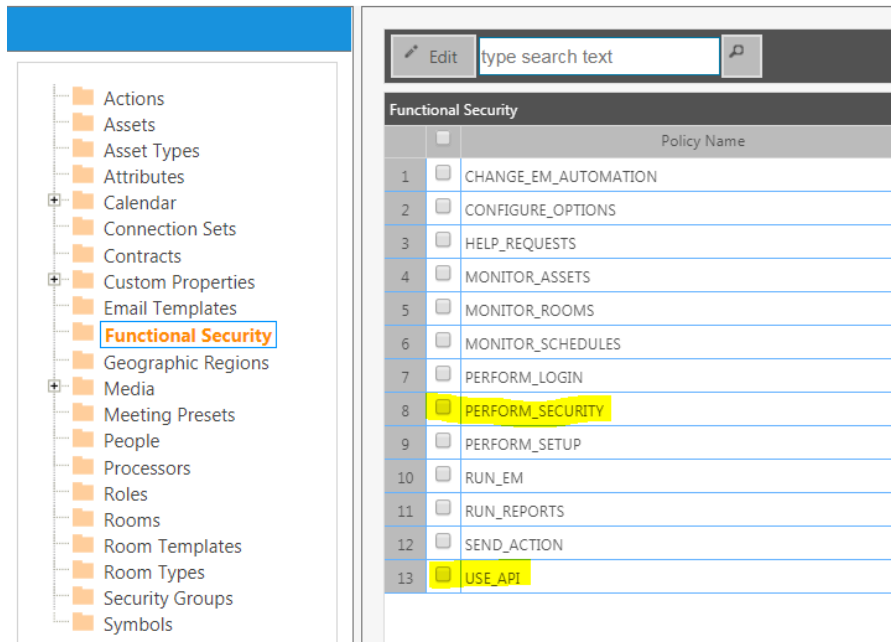 Actions
Assets
Asset Types
Attributes
Calendar
Connection Sets
Contracts
Custom Properties
Email Templates
Functional Security
Geographic Regions
Media
Meeting Presets
People
Processors
Roles
Rooms
Room Templates
Room Types
Security Groups
Symbols
Edit type search text
Functional Security
Policy Name
1 CHANGE_EM_AUTOMATION
2 CONFIGURE_OPTIONS
3 HELP_REQUESTS
4 MONITOR_ASSETS
5 MONITOR_ROOMS
6 MONITOR_SCHEDULES
7 PERFORM_LOGIN
8 PERFORM_SECURITY
9 PERFORM_SETUP
10 RUN_EM
11 RUN_REPORTS
12 SEND_ACTION
13 USE_API